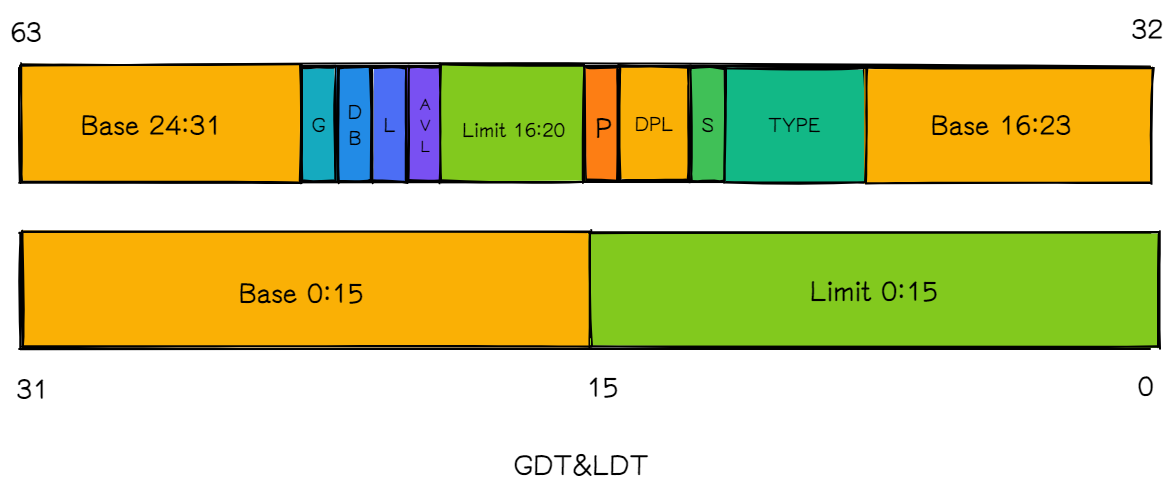 63
32
Base 24:31
G
D
B
L
A
V
L
Limit 16:20
P
DPL
S
TYPE
Base 16:23
Base 0:15
Limit 0:15
31
15
0
GDT&LDT